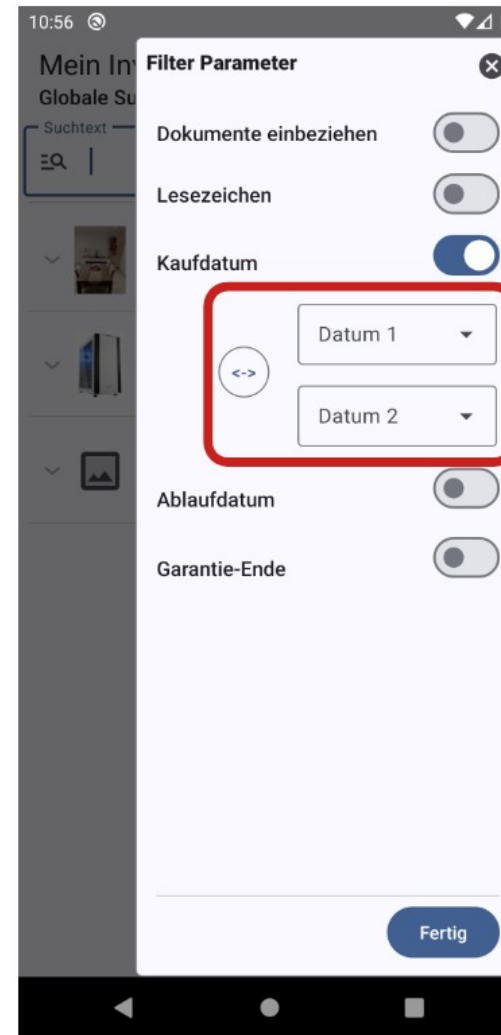 10:56
Mein In
Globale Su
Suchtext
Filter Parameter
Dokumente einbeziehen
Lesezeichen
Kaufdatum
<->
Datum 1
Datum 2
Ablaufdatum
Garantie-Ende
Fertig